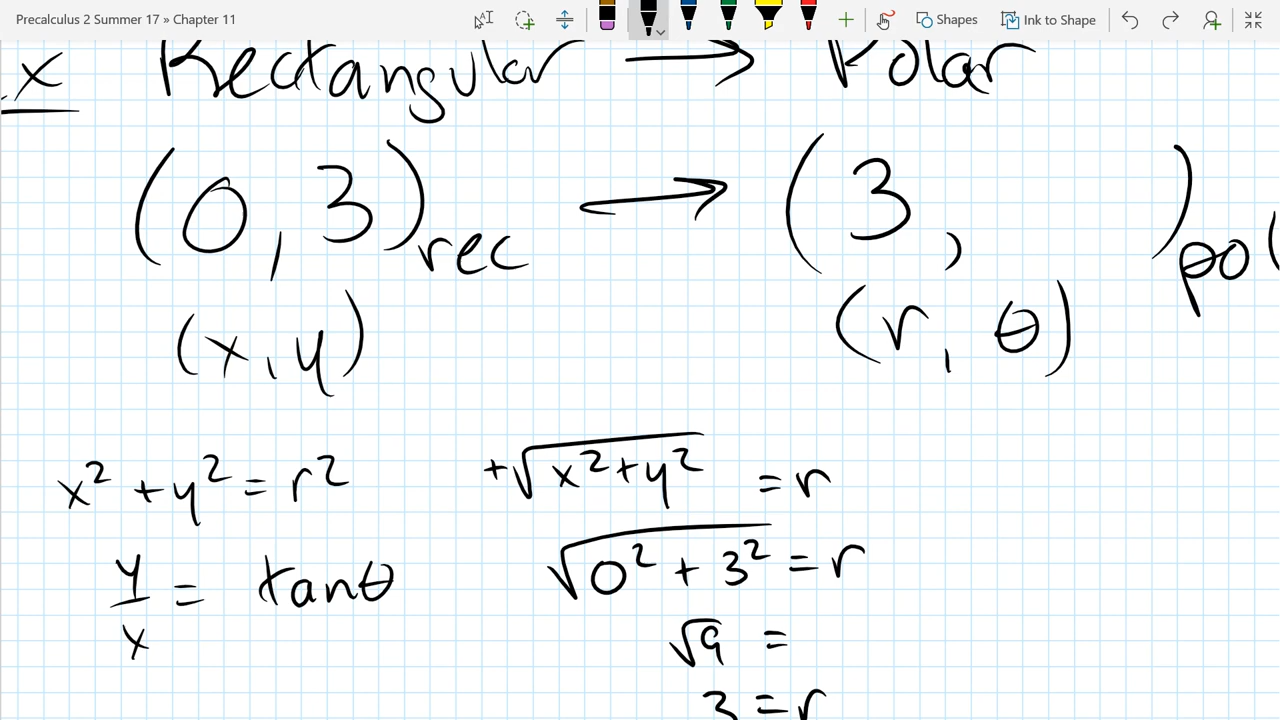 Precalculus 2 Summer 17 » Chapter 11
Shapes
Ink to Shape
.x Rectangular → Polar
(0, 3)rec ↔ (3, )pol
(x, y) (r, θ)
x² + y² = r² +√(x² + y²) = r
y/x = tanθ √(0² + 3²) = r
√9 =
3 = r